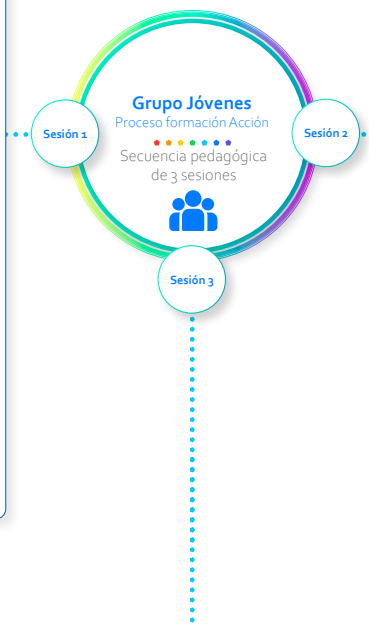 Grupo Jóvenes
Proceso formación Acción
Sesión 1
Sesión 2
Secuencia pedagógica
de 3 sesiones
Sesión 3